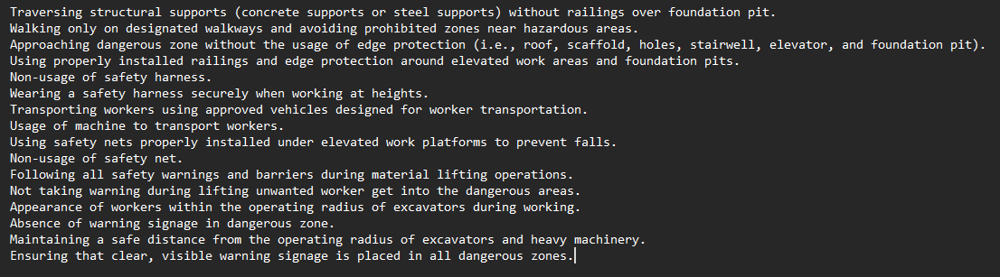 Traversing structural supports (concrete supports or steel supports) without railings over foundation pit.
Walking only on designated walkways and avoiding prohibited zones near hazardous areas.
Approaching dangerous zone without the usage of edge protection (i.e., roof, scaffold, holes, stairwell, elevator, and foundation pit).
Using properly installed railings and edge protection around elevated work areas and foundation pits.
Non-usage of safety harness.
Wearing a safety harness securely when working at heights.
Transporting workers using approved vehicles designed for worker transportation.
Usage of machine to transport workers.
Using safety nets properly installed under elevated work platforms to prevent falls.
Non-usage of safety net.
Following all safety warnings and barriers during material lifting operations.
Not taking warning during lifting unwanted worker get into the dangerous areas.
Appearance of workers within the operating radius of excavators during working.
Absence of warning signage in dangerous zone.
Maintaining a safe distance from the operating radius of excavators and heavy machinery.
Ensuring that clear, visible warning signage is placed in all dangerous zones.